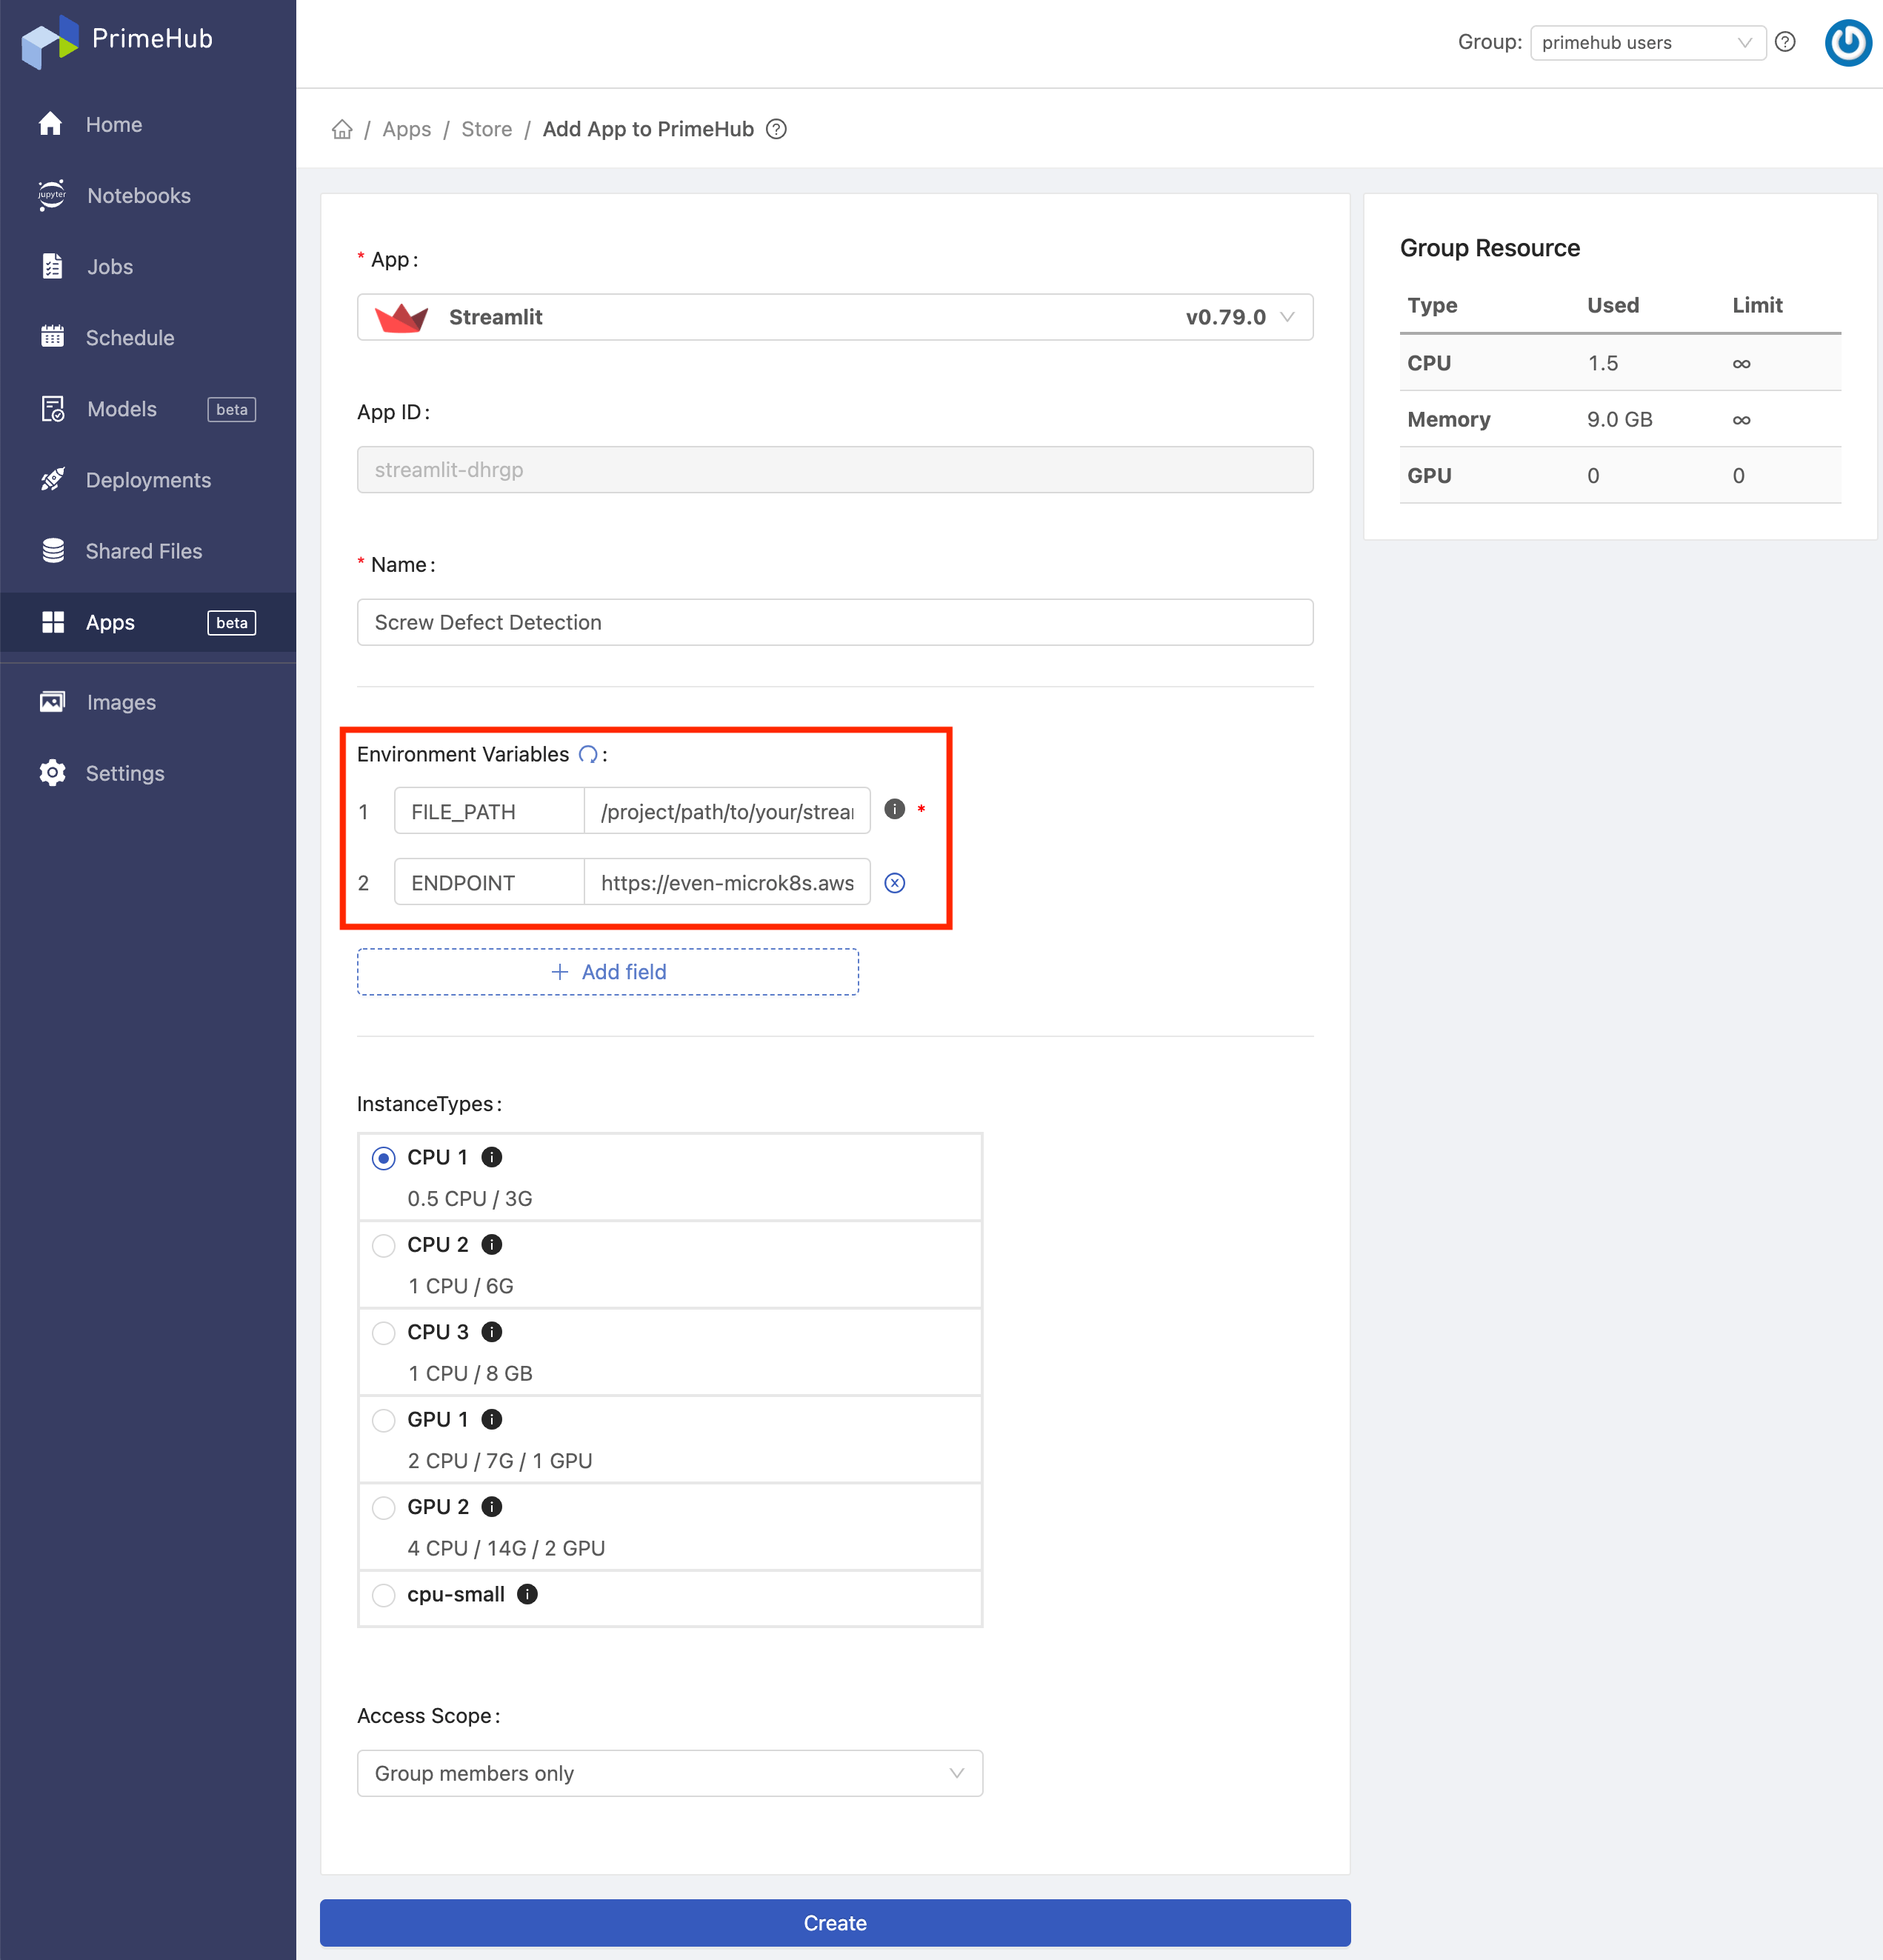 PrimeHub
Group: primehub users
Home
jupyter Notebooks
Jobs
Schedule
Models beta
Deployments
Shared Files
Apps beta
Images
Settings
/ Apps / Store / Add App to PrimeHub
* App:
Streamlit v0.79.0
App ID:
streamlit-dhrgp
* Name:
Screw Defect Detection
Environment Variables :
1 FILE_PATH /project/path/to/your/strea *
2 ENDPOINT https://even-microk8s.aws
+ Add field
InstanceTypes:
CPU 1
0.5 CPU / 3G
CPU 2
1 CPU / 6G
CPU 3
1 CPU / 8 GB
GPU 1
2 CPU / 7G / 1 GPU
GPU 2
4 CPU / 14G / 2 GPU
cpu-small
Access Scope:
Group members only
Create
Group Resource
Type Used Limit
CPU 1.5 ∞
Memory 9.0 GB ∞
GPU 0 0